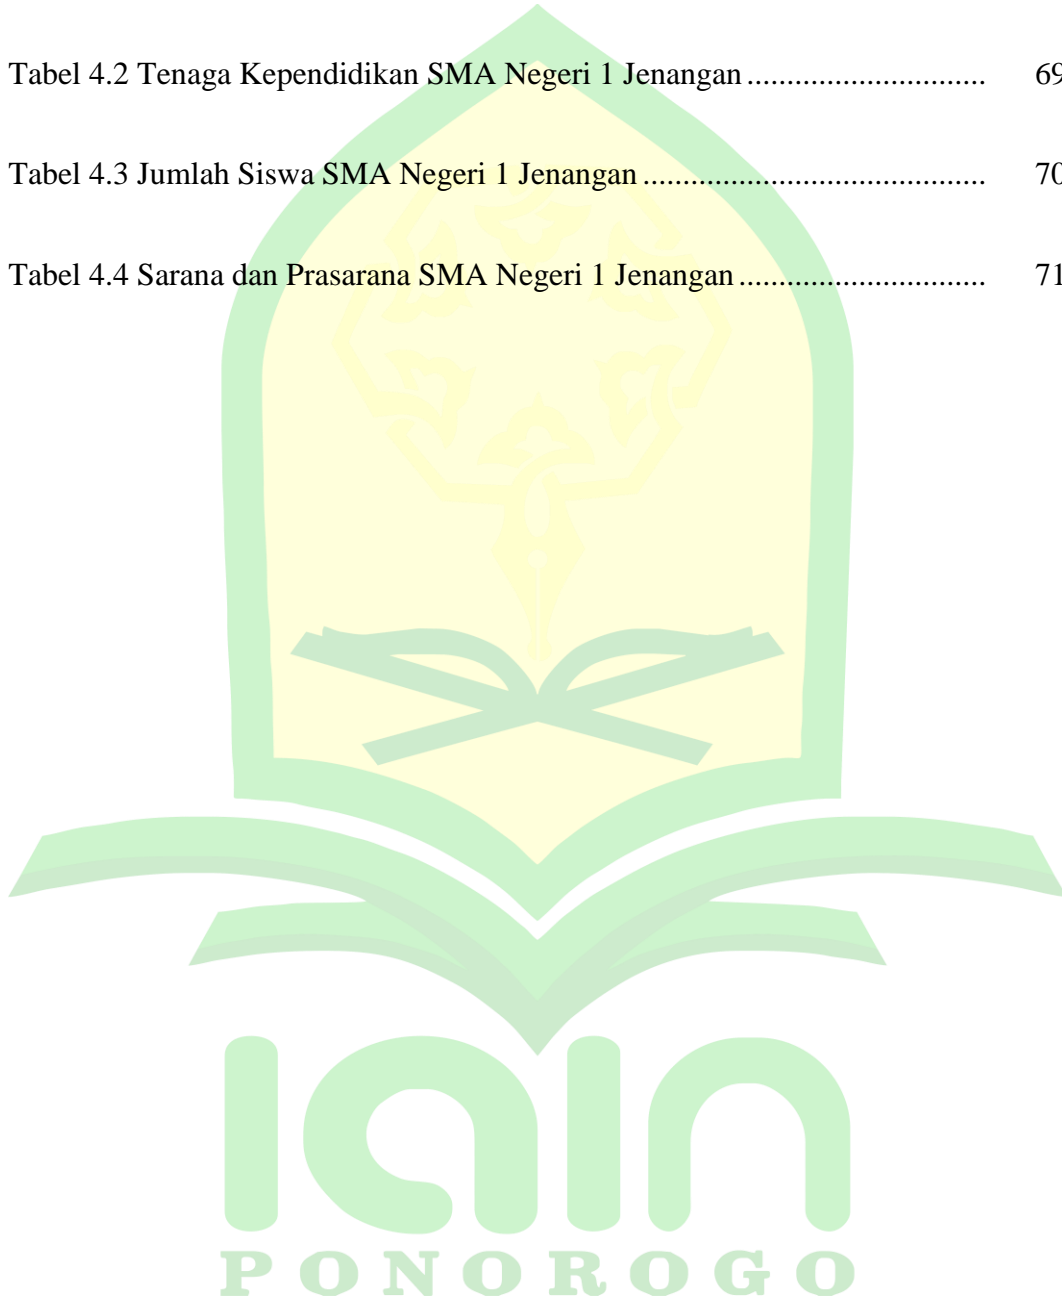 Tabel 4.2 Tenaga Kependidikan SMA Negeri 1 Jenangan ............................. 69
Tabel 4.3 Jumlah Siswa SMA Negeri 1 Jenangan .......................................... 70
Tabel 4.4 Sarana dan Prasarana SMA Negeri 1 Jenangan .............................. 71
IAIN
PONOROGO